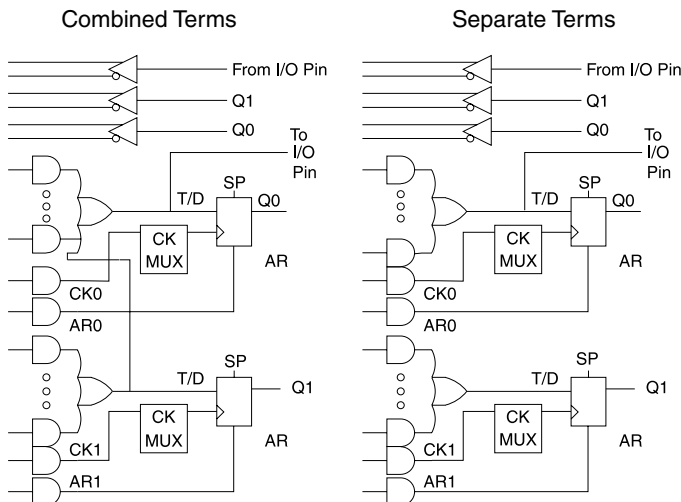 Combined Terms
From I/O Pin
Q1
Q0
To
I/O
Pin
SP
T/D
Q0
CK
MUX
AR
CK0
AR0
SP
T/D
Q1
CK
MUX
AR
CK1
AR1
Separate Terms
From I/O Pin
Q1
Q0
To
I/O
Pin
SP
T/D
Q0
CK
MUX
AR
CK0
AR0
SP
T/D
Q1
CK
MUX
AR
CK1
AR1